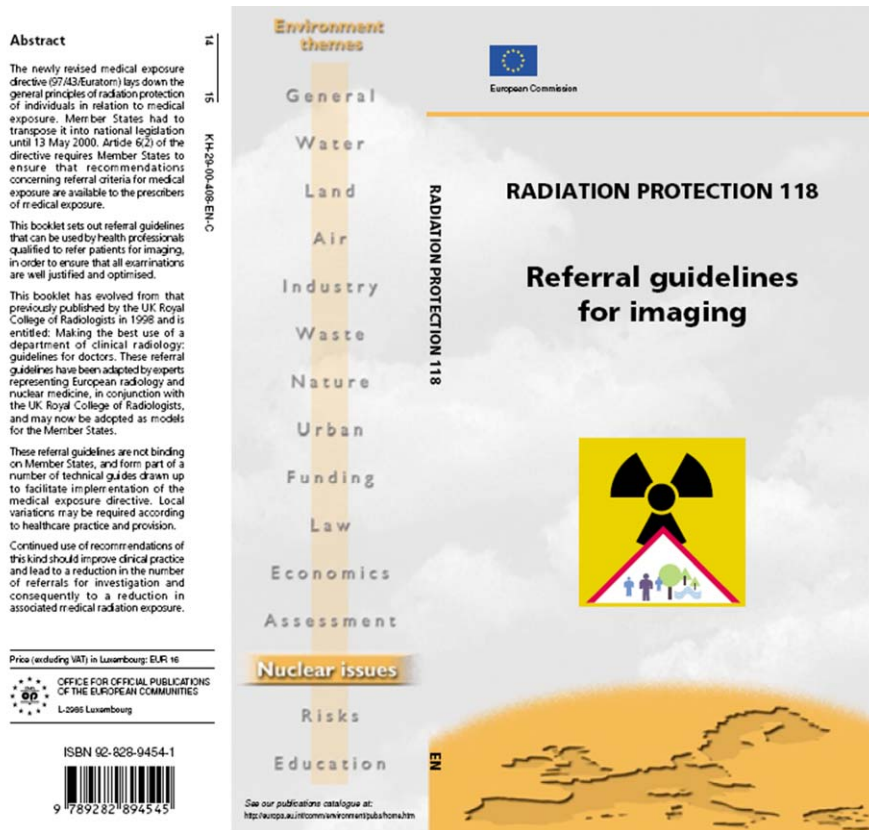 Abstract
The newly revised medical exposure
directive (97/43/Euratom) lays down the
general principles of radiation protection
of individuals in relation to medical
exposure. Member States had to
transpose it into national legislation
until 13 May 2000. Article 6(2) of the
directive requires Member States to
ensure that recommendations
concerning referral criteria for medical
exposure are available to the prescribers
of medical exposure.
This booklet sets out referral guidelines
that can be used by health professionals
qualified to refer patients for imaging,
in order to ensure that all examinations
are well justified and optimised.
This booklet has evolved from that
previously published by the UK Royal
College of Radiologists in 1998 and is
entitled: Making the best use of a
department of clinical radiology:
guidelines for doctors. These referral
guidelines have been adapted by experts
representing European radiology and
nuclear medicine, in conjunction with
the UK Royal College of Radiologists,
and may now be adopted as models
for the Member States.
These referral guidelines are not binding
on Member States, and form part of a
number of technical guides drawn up
to facilitate implementation of the
medical exposure directive. Local
variations may be required according
to healthcare practice and provision.
Continued use of recommendations of
this kind should improve clinical practice
and lead to a reduction in the number
of referrals for investigation and
consequently to a reduction in
associated medical radiation exposure.
Price (excluding VAT) in Luxembourg: EUR 16
OFFICE FOR OFFICIAL PUBLICATIONS
OF THE EUROPEAN COMMUNITIES
L-2985 Luxembourg
ISBN 92-828-9454-1
9 789282 894545
14
15
KH-29-00-408-EN-C
Environment
themes
General
Water
Land
Air
Industry
Waste
Nature
Urban
Funding
Law
Economics
Assessment
Nuclear issues
Risks
Education
See our publications catalogue at:
http://europa.eu.int/comm/environment/pubs/home.htm
RADIATION PROTECTION 118
EN
European Commission
RADIATION PROTECTION 118
Referral guidelines
for imaging